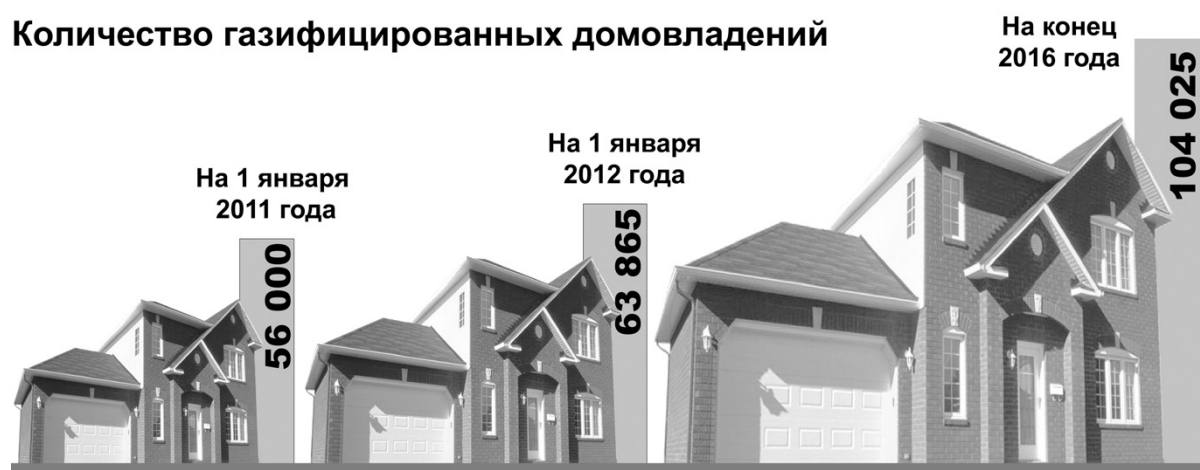 Количество газифицированных домовладений
На 1 января
2011 года
56 000
На 1 января
2012 года
63 865
На конец
2016 года
104 025